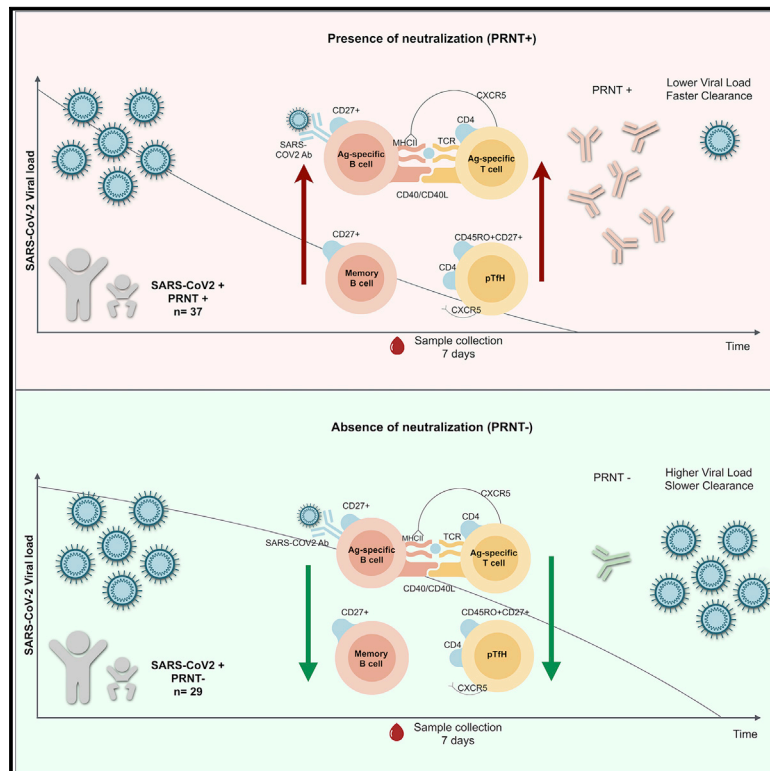 Presence of neutralization (PRNT+)
SARS-CoV-2 Viral load
CD27+
SARS-
COV2 Ab
Ag-specific
B cell
MHCII
TCR
CD4
CXCR5
Ag-specific
T cell
CD40/CD40L
PRNT +
Lower Viral Load
Faster Clearance
SARS-CoV2 +
PRNT +
n= 37
CD27+
Memory
B cell
CD45RO+CD27+
CD4
pTfH
CXCR5
Sample collection
7 days
Time
Absence of neutralization (PRNT-)
SARS-CoV-2 Viral load
CD27+
SARS-COV2 Ab
Ag-specific
B cell
MHCII
TCR
CD4
CXCR5
Ag-specific
T cell
CD40/CD40L
PRNT -
Higher Viral Load
Slower Clearance
SARS-CoV2 +
PRNT-
n= 29
CD27+
Memory
B cell
CD45RO+CD27+
CD4
pTfH
CXCR5
Sample collection
7 days
Time